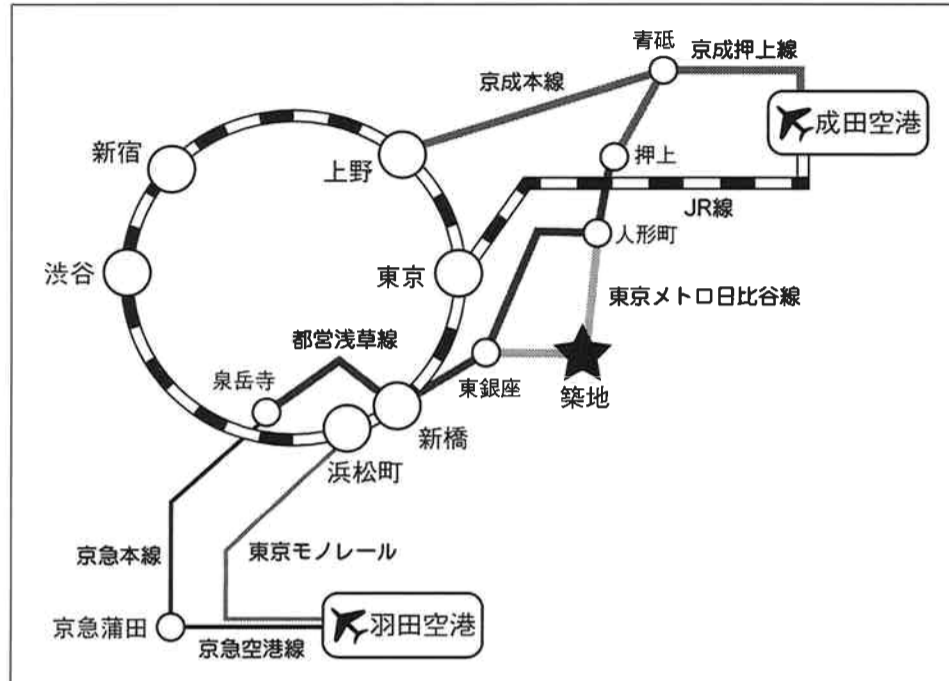 青砥
京成押上線
京成本線
成田空港
新宿
上野
押上
JR線
人形町
渋谷
東京
東京メトロ日比谷線
都営浅草線
泉岳寺
東銀座
築地
新橋
浜松町
京急本線
東京モノレール
京急蒲田
京急空港線
羽田空港